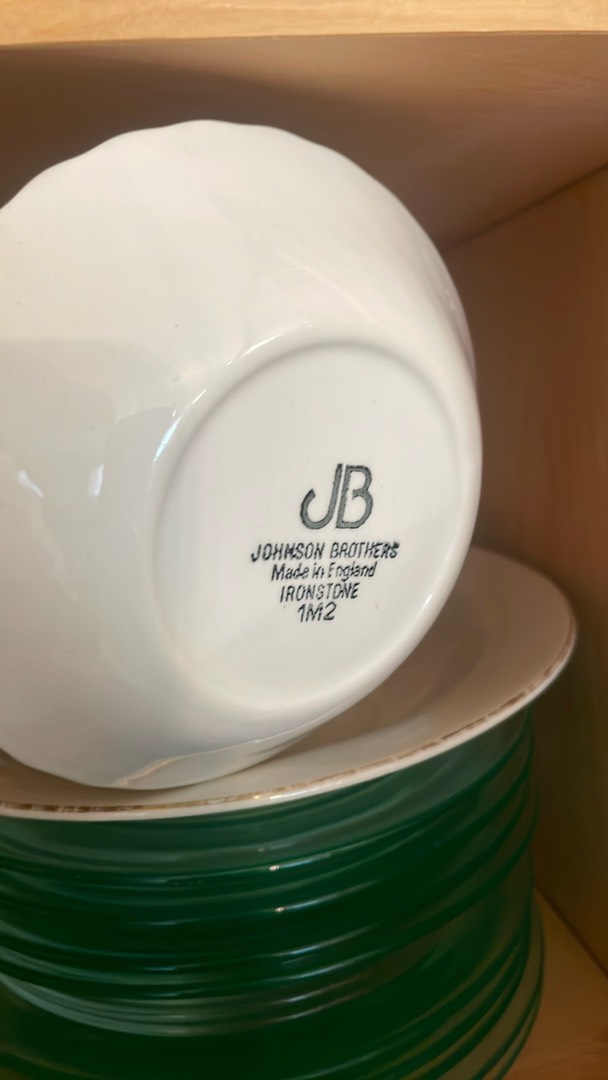 JB
JOHNSON BROTHERS
Made in England
IRONSTONE
1M2